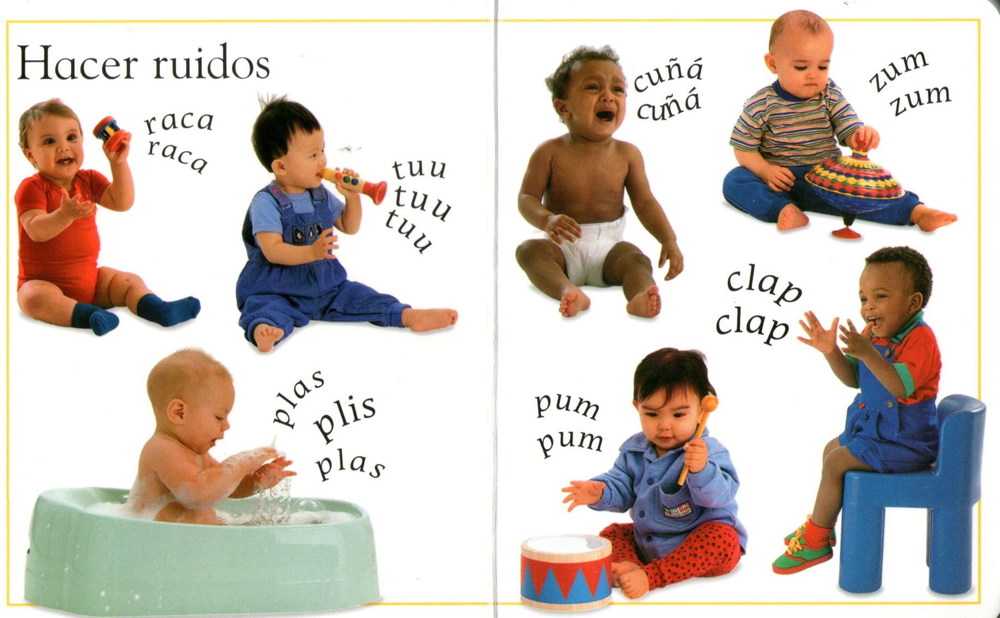 Hacer ruidos
raca
raca
tuu
tuu
tuu
plas
plis
plas
cuñá
cuñá
zum
zum
clap
clap
pum
pum